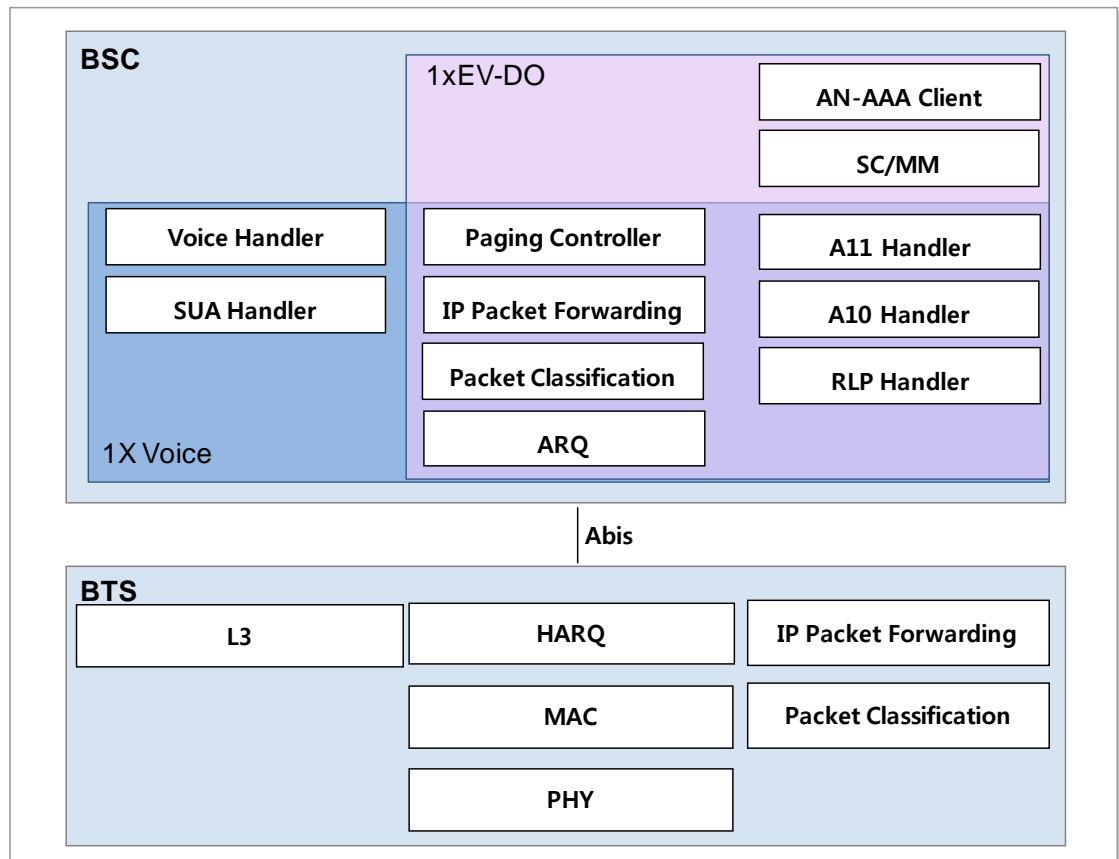 BSC
1xEV-DO
AN-AAA Client
SC/MM
Voice Handler
Paging Controller
A11 Handler
SUA Handler
IP Packet Forwarding
A10 Handler
Packet Classification
RLP Handler
1X Voice
ARQ
Abis
BTS
L3
HARQ
IP Packet Forwarding
MAC
Packet Classification
PHY